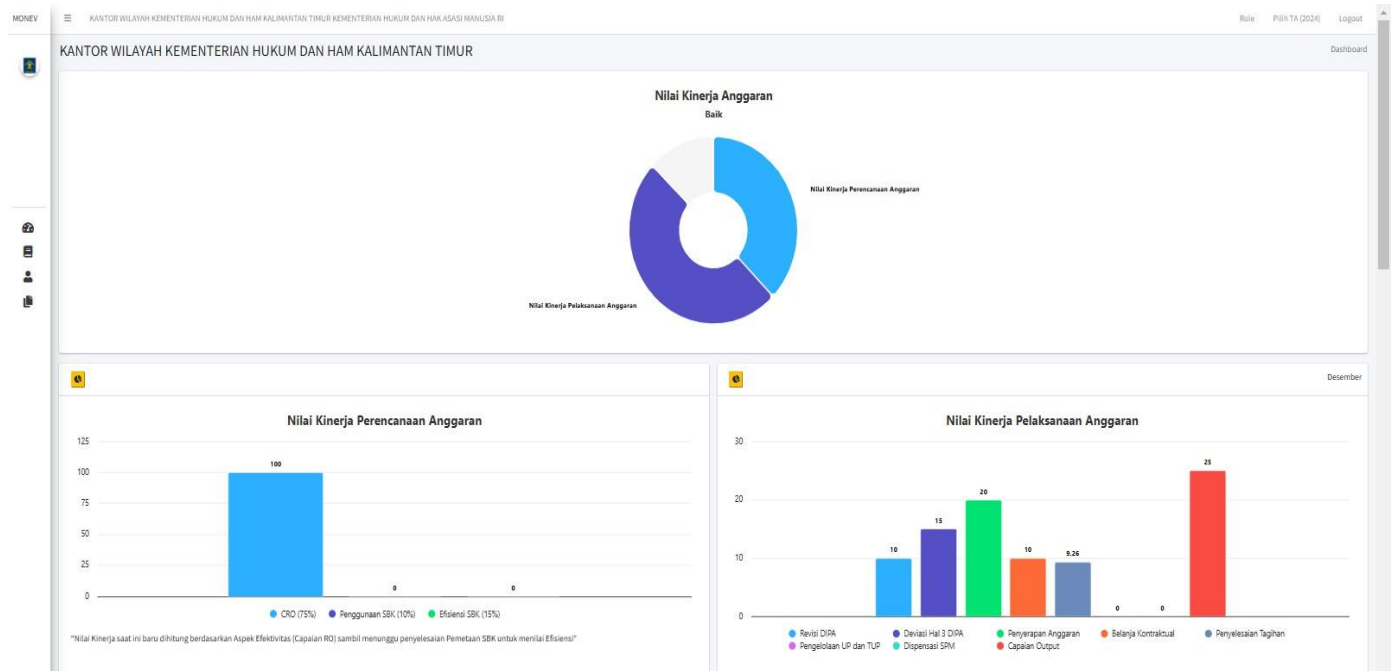 MONEV
KANTOR WILAYAH KEMENTERIAN HUKUM DAN HAM KALIMANTAN TIMUR KEMENTERIAN HUKUM DAN HAK ASASI MANUSIA RI
Role Pilih TA (2024) Logout
KANTOR WILAYAH KEMENTERIAN HUKUM DAN HAM KALIMANTAN TIMUR
Dashboard
Nilai Kinerja Anggaran
Baik
Nilai Kinerja Perencanaan Anggaran
Nilai Kinerja Pelaksanaan Anggaran
Nilai Kinerja Perencanaan Anggaran
125
100
75
50
25
0
100
0
0
CRO (75%) Penggunaan SBK (10%) Efisiensi SBK (15%)
"Nilai Kinerja saat ini baru dihitung berdasarkan Aspek Efektivitas (Capaian RO) sambil menunggu penyelesaian Pemetaan SBK untuk menilai Efisiensi"
Desember
Nilai Kinerja Pelaksanaan Anggaran
30
20
10
0
10
15
20
10
9.26
0
0
25
Revisi DIPA Deviasi Hal 3 DIPA Penyerapan Anggaran Belanja Kontraktual Penyelesaian Tagihan
Pengelolaan UP dan TUP Dispensasi SPM Capaian Output